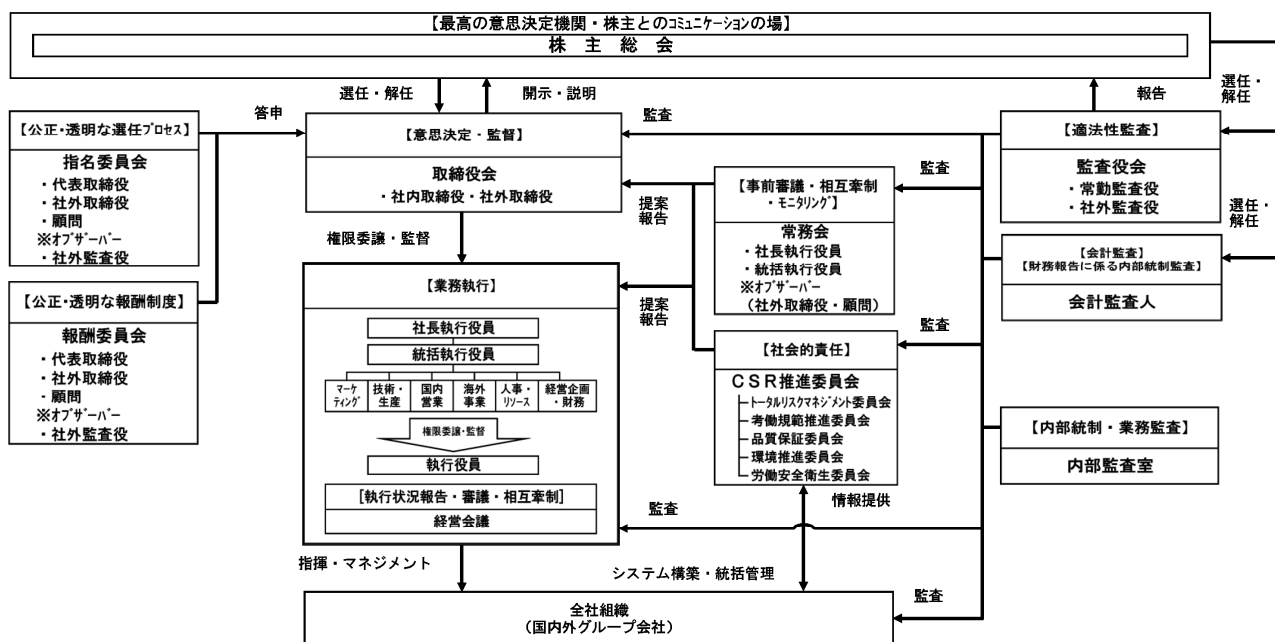 【最高の意思決定機関・株主とのｺﾐｭﾆｹｰｼｮﾝの場】
株 主 総 会
選任・解任
開示・説明
報告
選任・
解任
【公正･透明な選任ﾌﾟﾛｾｽ】
指名委員会
・代表取締役
・社外取締役
・顧問
※ｵﾌﾞｻﾞｰﾊﾞｰ
・社外監査役
答申
【意思決定・監督】
取締役会
・社内取締役・社外取締役
監査
【適法性監査】
監査役会
・常勤監査役
・社外監査役
選任・
解任
【公正・透明な報酬制度】
報酬委員会
・代表取締役
・社外取締役
・顧問
※ｵﾌﾞｻﾞｰﾊﾞｰ
・社外監査役
提案
報告
監査
【事前審議・相互牽制
・ﾓﾆﾀﾘﾝｸﾞ】
常務会
・社長執行役員
・統括執行役員
※ｵﾌﾞｻﾞｰﾊﾞｰ
（社外取締役・顧問）
【会計監査】
【財務報告に係る内部統制監査】
会計監査人
権限委譲・監督
【業務執行】
社長執行役員
統括執行役員
ﾏｰｹ
ﾃｨﾝｸﾞ
技術・
生産
国内
営業
海外
事業
人事・
ﾘｿｰｽ
経営企画
・財務
権限委譲・監督
執行役員
［執行状況報告・審議・相互牽制］
経営会議
提案
報告
監査
【社会的責任】
ＣＳＲ推進委員会
ﾄｰﾀﾙﾘｽｸﾏﾈｼﾞﾒﾝﾄ委員会
考働規範推進委員会
品質保証委員会
環境推進委員会
労働安全衛生委員会
【内部統制・業務監査】
内部監査室
監査
情報提供
指揮・マネジメント
システム構築・統括管理
監査
全社組織
（国内外グループ会社）